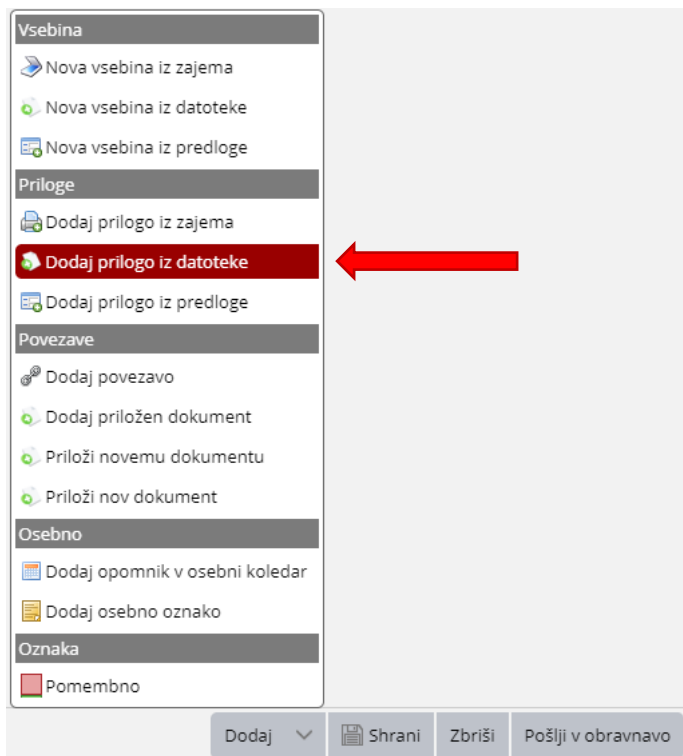 Vsebina
Nova vsebina iz zajema
Nova vsebina iz datoteke
Nova vsebina iz predloge
Priloge
Dodaj prilogo iz zajema
Dodaj prilogo iz datoteke
Dodaj prilogo iz predloge
Povezave
Dodaj povezavo
Dodaj priložen dokument
Priloži novemu dokumentu
Priloži nov dokument
Osebno
Dodaj opomnik v osebni koledar
Dodaj osebno oznako
Oznaka
Pomembno
Dodaj Shrani Zbriši Pošlji v obravnavo